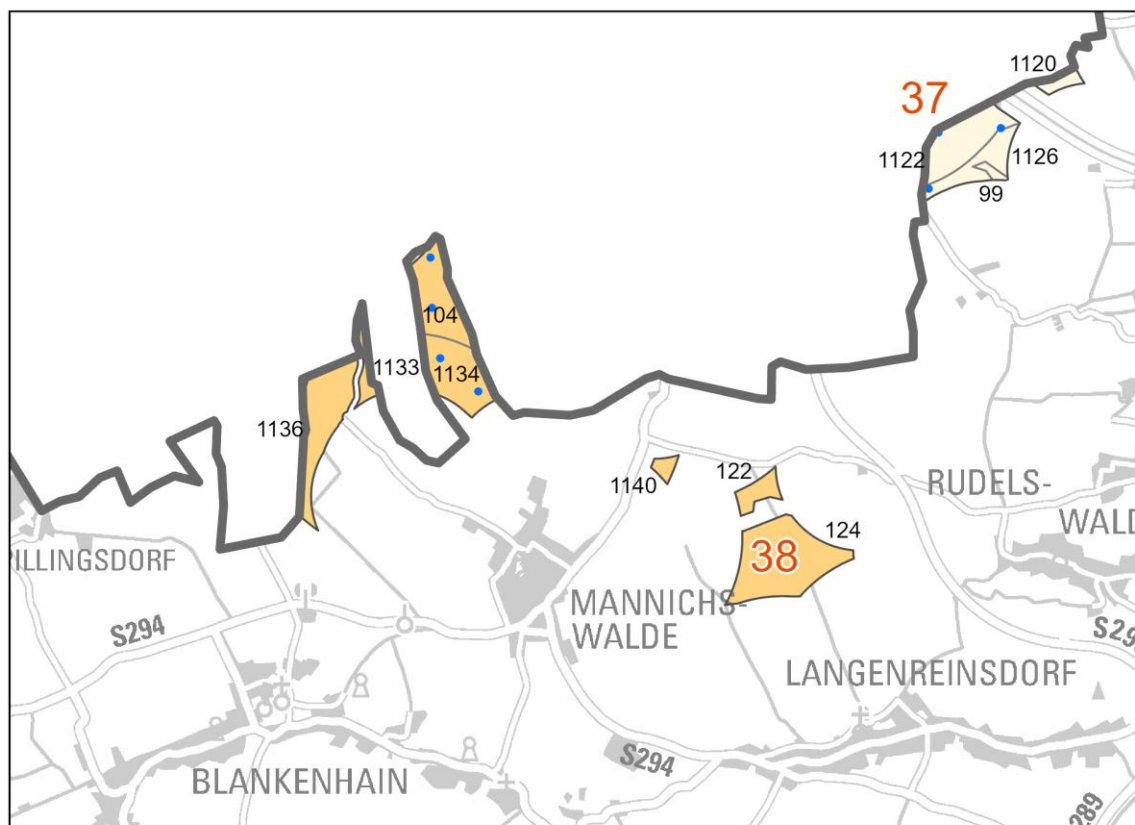 1120
37
1122
1126
99
104
1133
1134
1136
1140
122
124
38
RUDELS-
WALD
ILLINGSDORF
MANNICHS-
WALDE
S294
S29
LANGENREINSDORF
S294
BLANKENHAIN
289